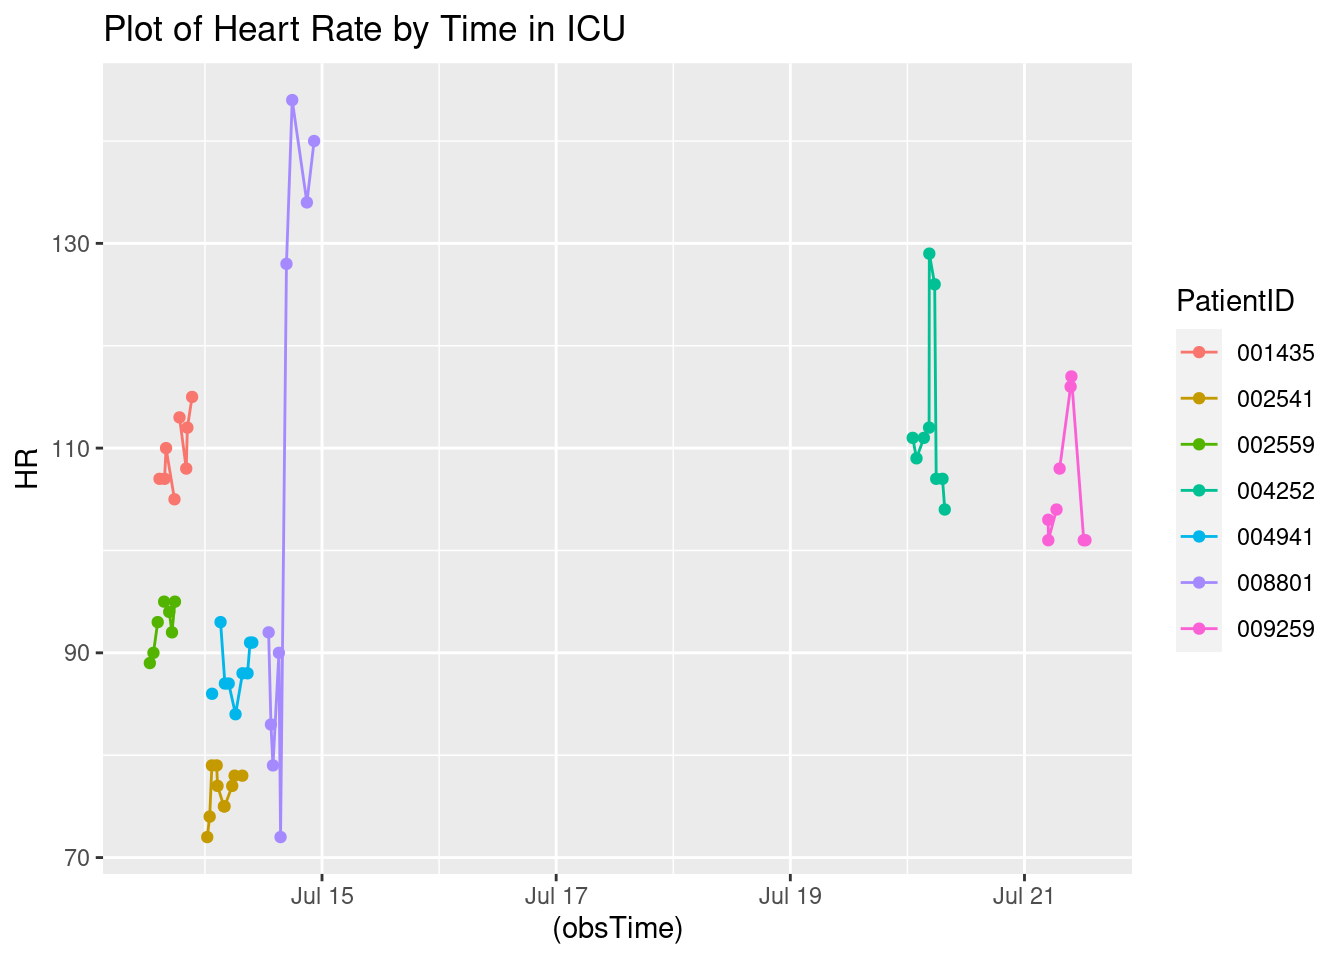 Plot of Heart Rate by Time in ICU
130
110
90
70
HR
Jul 15
Jul 17
Jul 19
Jul 21
(obsTime)
PatientID
001435
002541
002559
004252
004941
008801
009259